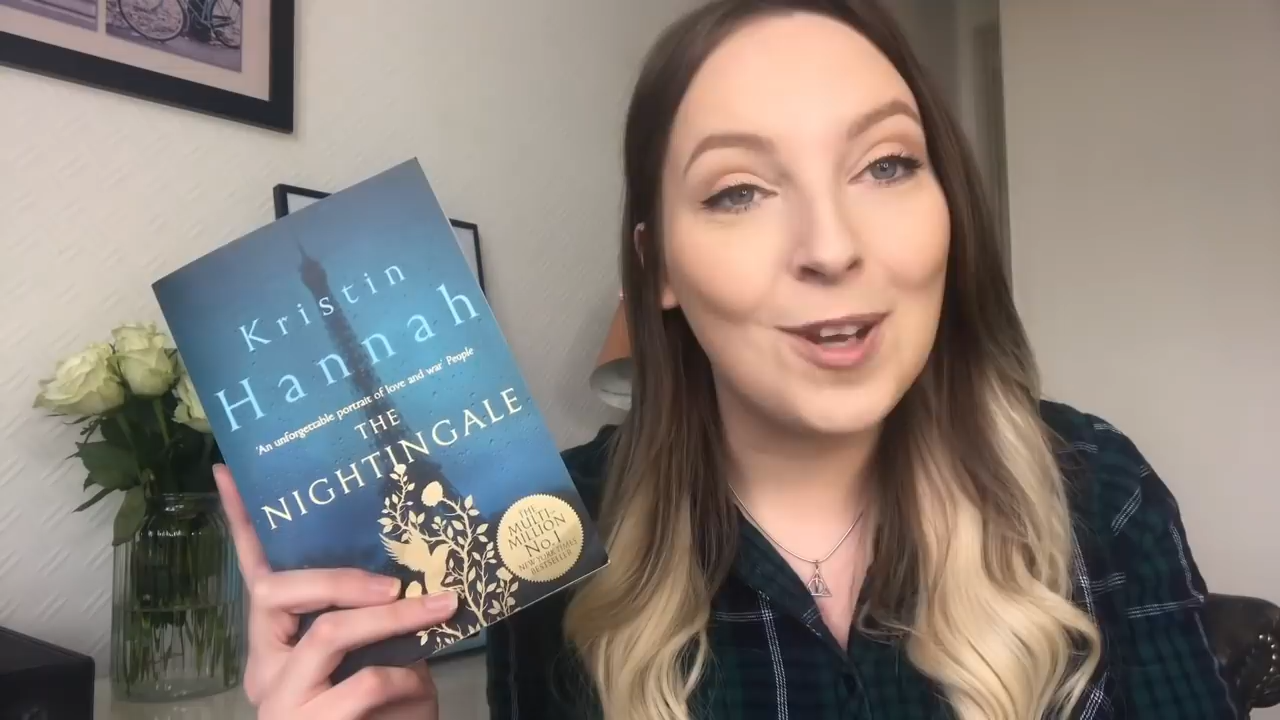 Kristin
Hannah
'An unforgettable portrait of love and war' People
THE
NIGHTINGALE
THE
MULTI-
MILLION
No.1
NEW YORK TIMES
BESTSELLER